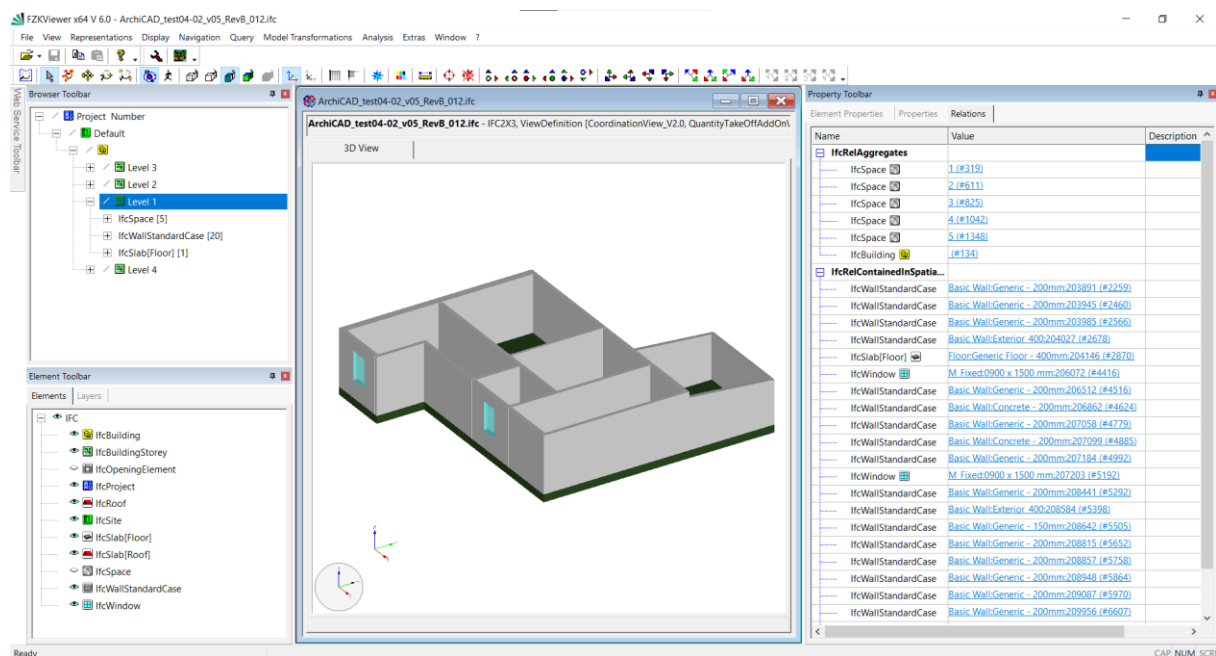 FZKViewer x64 V 6.0 - ArchiCAD_test04-02_v05_RevB_012.ifc
File View Representations Display Navigation Query Model Transformations Analysis Extras Window ?
Web Service Toolbar
Browser Toolbar
Project Number
Default
Level 3
Level 2
Level 1
IfcSpace [5]
IfcWallStandardCase [20]
IfcSlab[Floor] [1]
Level 4
Element Toolbar
Elements Layers
IFC
IfcBuilding
IfcBuildingStorey
IfcOpeningElement
IfcProject
IfcRoof
IfcSite
IfcSlab[Floor]
IfcSlab[Roof]
IfcSpace
IfcWallStandardCase
IfcWindow
ArchiCAD_test04-02_v05_RevB_012.ifc
ArchiCAD_test04-02_v05_RevB_012.ifc - IFC2X3, ViewDefinition [CoordinationView_V2.0, QuantityTakeOffAddOnV
3D View
Property Toolbar
Element Properties Properties Relations
Name Value Description
IfcRelAggregates
IfcSpace 1 (#319)
IfcSpace 2 (#611)
IfcSpace 3 (#825)
IfcSpace 4 (#1042)
IfcSpace 5 (#1348)
IfcBuilding (#134)
IfcRelContainedInSpatia...
IfcWallStandardCase Basic Wall:Generic - 200mm:203891 (#2259)
IfcWallStandardCase Basic Wall:Generic - 200mm:203945 (#2460)
IfcWallStandardCase Basic Wall:Generic - 200mm:203985 (#2566)
IfcWallStandardCase Basic Wall:Exterior 400:204027 (#2678)
IfcSlab[Floor] Floor:Generic Floor - 400mm:204146 (#2870)
IfcWindow M_Fixed:0900 x 1500 mm:206072 (#4416)
IfcWallStandardCase Basic Wall:Generic - 200mm:206512 (#4516)
IfcWallStandardCase Basic Wall:Concrete - 200mm:206862 (#4624)
IfcWallStandardCase Basic Wall:Generic - 200mm:207058 (#4779)
IfcWallStandardCase Basic Wall:Concrete - 200mm:207099 (#4885)
IfcWallStandardCase Basic Wall:Generic - 200mm:207184 (#4992)
IfcWindow M_Fixed:0900 x 1500 mm:207203 (#5192)
IfcWallStandardCase Basic Wall:Generic - 200mm:208441 (#5292)
IfcWallStandardCase Basic Wall:Exterior 400:208584 (#5398)
IfcWallStandardCase Basic Wall:Generic - 150mm:208642 (#5505)
IfcWallStandardCase Basic Wall:Generic - 200mm:208815 (#5652)
IfcWallStandardCase Basic Wall:Generic - 200mm:208857 (#5758)
IfcWallStandardCase Basic Wall:Generic - 200mm:208948 (#5864)
IfcWallStandardCase Basic Wall:Generic - 200mm:209087 (#5970)
IfcWallStandardCase Basic Wall:Generic - 200mm:209956 (#6607)
Ready
CAP NUM SCRL